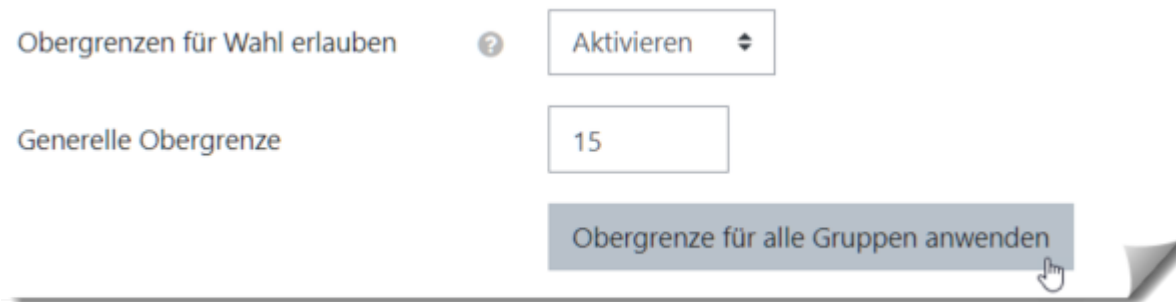 Obergrenzen für Wahl erlauben ? Aktivieren
Generelle Obergrenze 15
Obergrenze für alle Gruppen anwenden